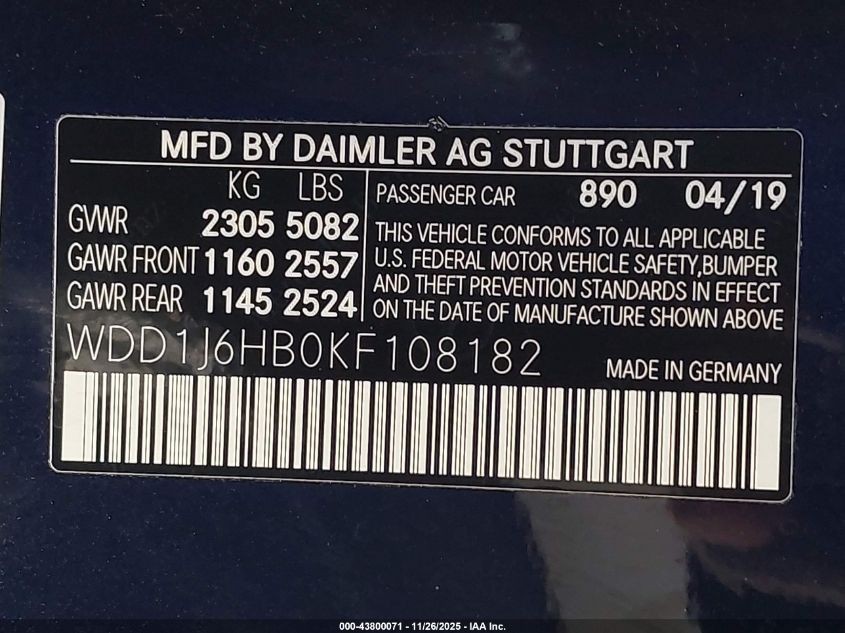 MFD BY DAIMLER AG STUTTGART
KG LBS
GVWR 2305 5082
GAWR FRONT 1160 2557
GAWR REAR 1145 2524
PASSENGER CAR 890 04/19
THIS VEHICLE CONFORMS TO ALL APPLICABLE
U.S. FEDERAL MOTOR VEHICLE SAFETY,BUMPER
AND THEFT PREVENTION STANDARDS IN EFFECT
ON THE DATE OF MANUFACTURE SHOWN ABOVE
WDD1J6HB0KF108182
MADE IN GERMANY
000-43800071 - 11/26/2025 - IAA Inc.